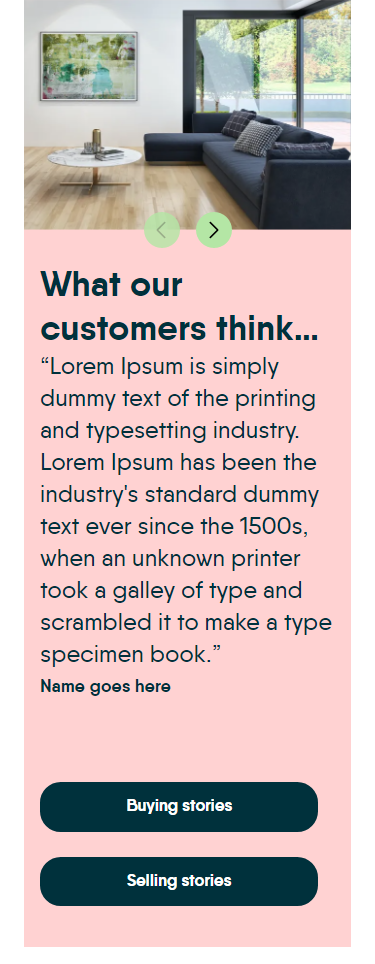 What our
customers think...
“Lorem Ipsum is simply
dummy text of the printing
and typesetting industry.
Lorem Ipsum has been the
industry's standard dummy
text ever since the 1500s,
when an unknown printer
took a galley of type and
scrambled it to make a type
specimen book.”
Name goes here
Buying stories
Selling stories